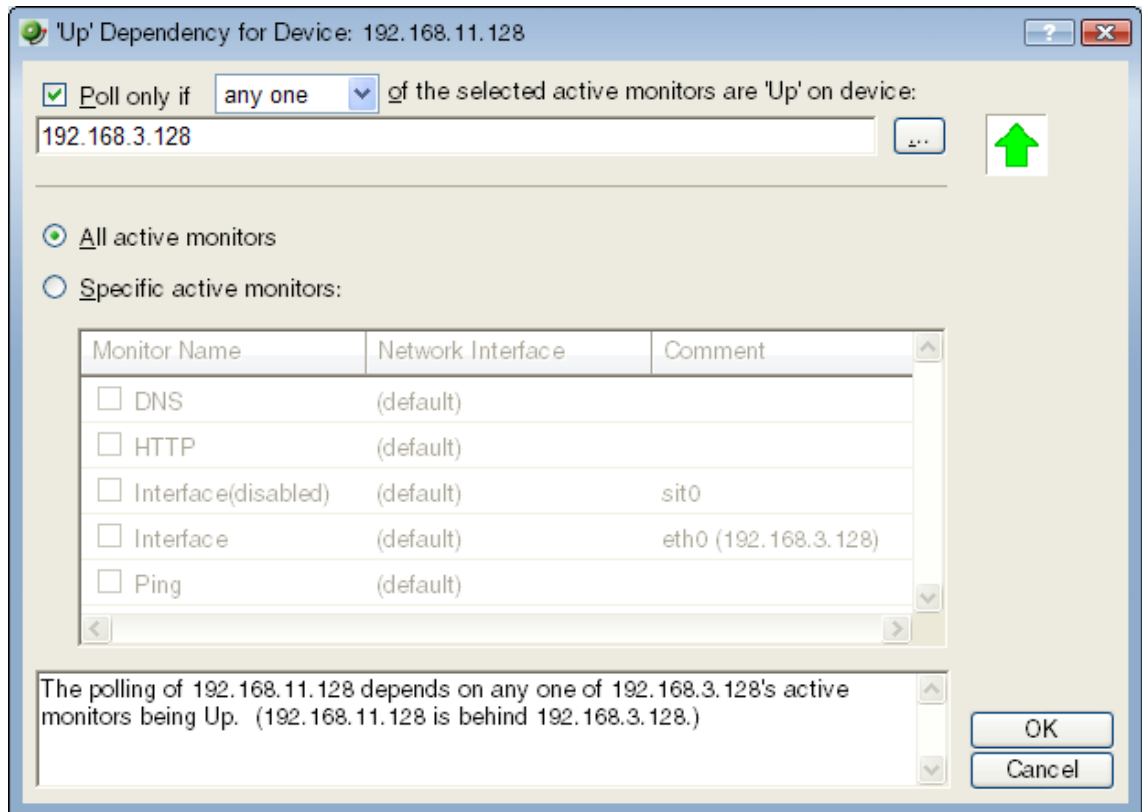 'Up' Dependency for Device: 192.168.11.128
Poll only if any one of the selected active monitors are 'Up' on device:
192.168.3.128 ...
All active monitors
Specific active monitors:
Monitor Name Network Interface Comment
DNS (default)
HTTP (default)
Interface(disabled) (default) sit0
Interface (default) eth0 (192.168.3.128)
Ping (default)
The polling of 192.168.11.128 depends on any one of 192.168.3.128's active
monitors being Up. (192.168.11.128 is behind 192.168.3.128.)
OK
Cancel